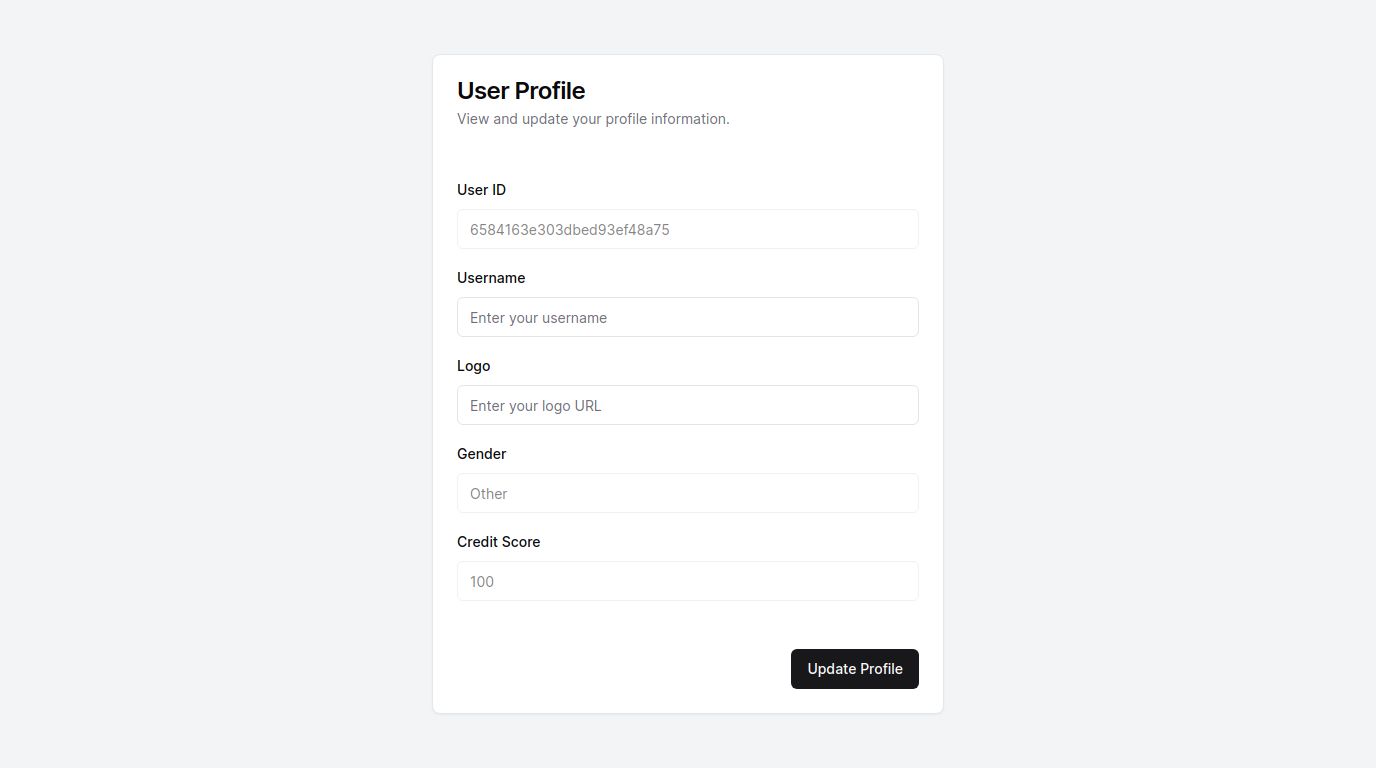 User Profile
View and update your profile information.
User ID
6584163e303dbed93ef48a75
Username
Enter your username
Logo
Enter your logo URL
Gender
Other
Credit Score
100
Update Profile